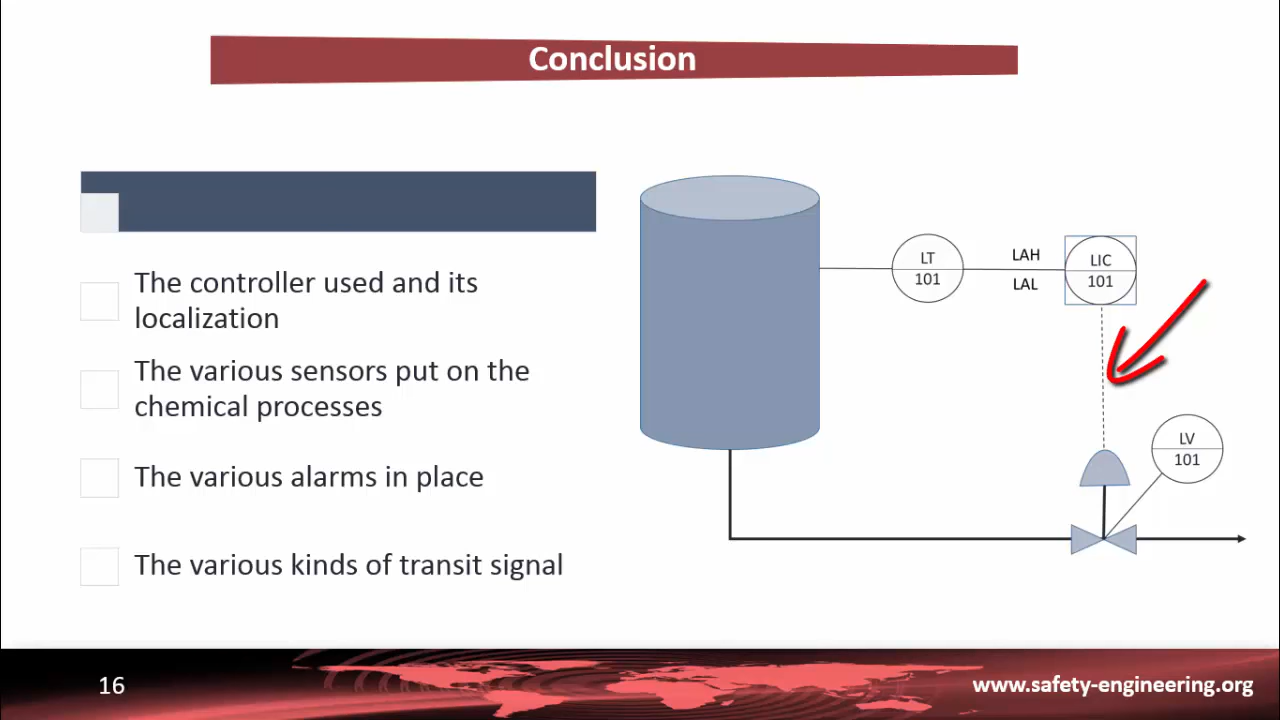 Conclusion
The controller used and its
localization
The various sensors put on the
chemical processes
The various alarms in place
The various kinds of transit signal
LT
101
LAH
LAL
LIC
101
LV
101
16
www.safety-engineering.org